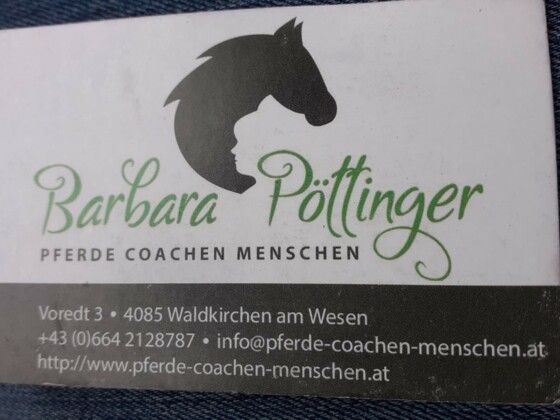 Barbara Pöttinger
PFERDE COACHEN MENSCHEN
Voredt 3 • 4085 Waldkirchen am Wesen
+43 (0)664 2128787 • info@pferde-coachen-menschen.at
http://www.pferde-coachen-menschen.at